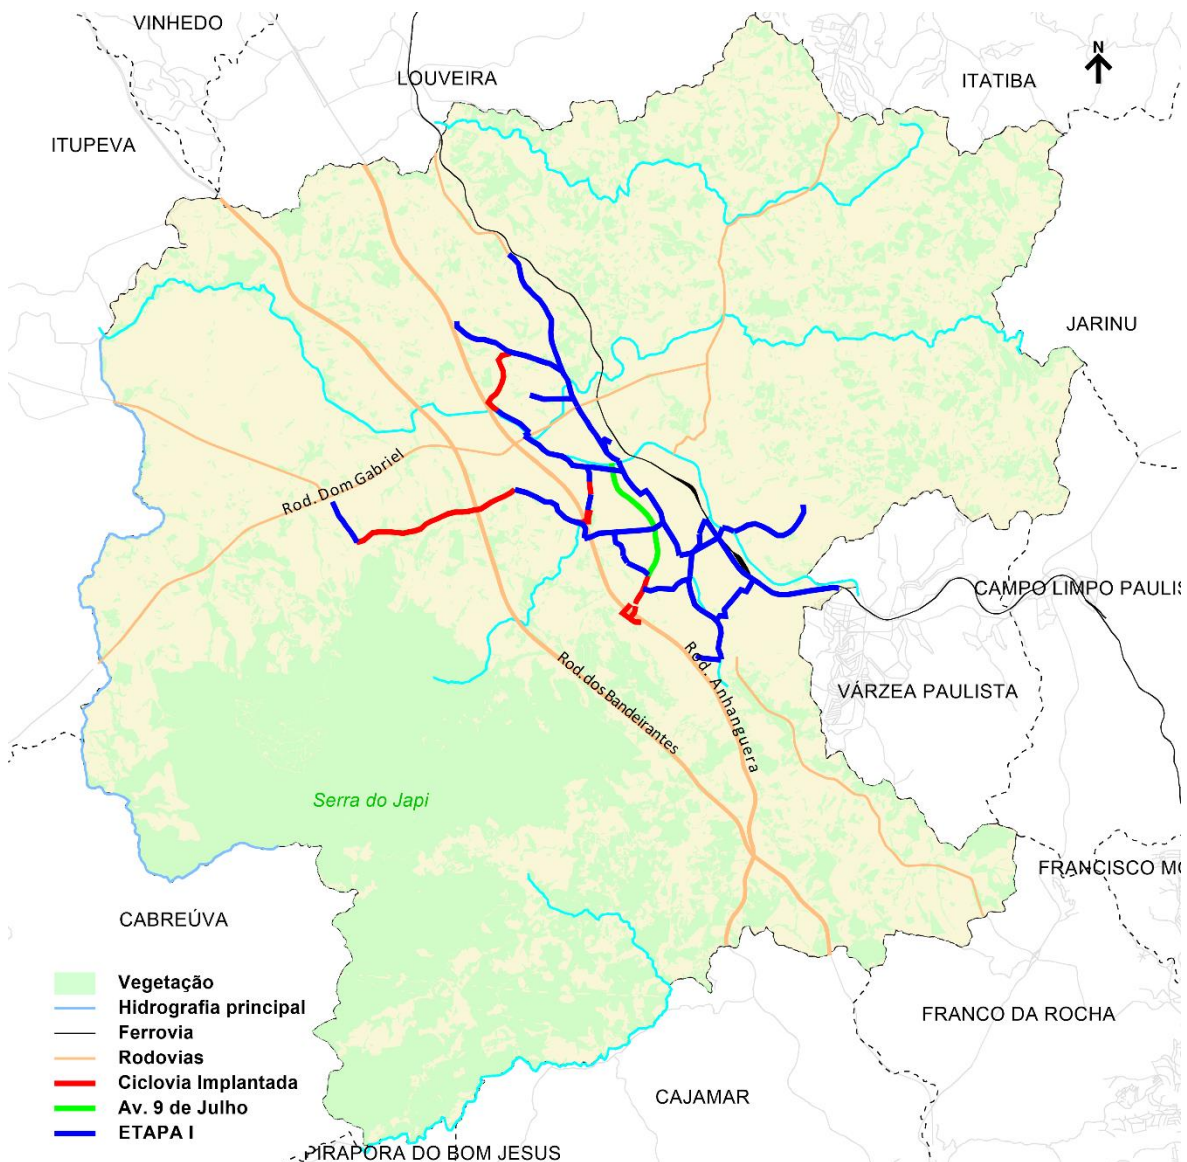 VINHEDO
N
LOUVEIRA
ITATIBA
ITUPEVA
JARINU
Rod. Dom Gabriel
CAMPO LIMPO PAULIS
Rod. dos Bandeirantes
Rod. Anhanguera
VÁRZEA PAULISTA
Serra do Japi
FRANCISCO MO
CABREÚVA
Vegetação
Hidrografia principal
Ferrovia
Rodovias
Ciclovia Implantada
Av. 9 de Julho
ETAPA I
FRANCO DA ROCHA
CAJAMAR
PIRAPORA DO BOM JESUS